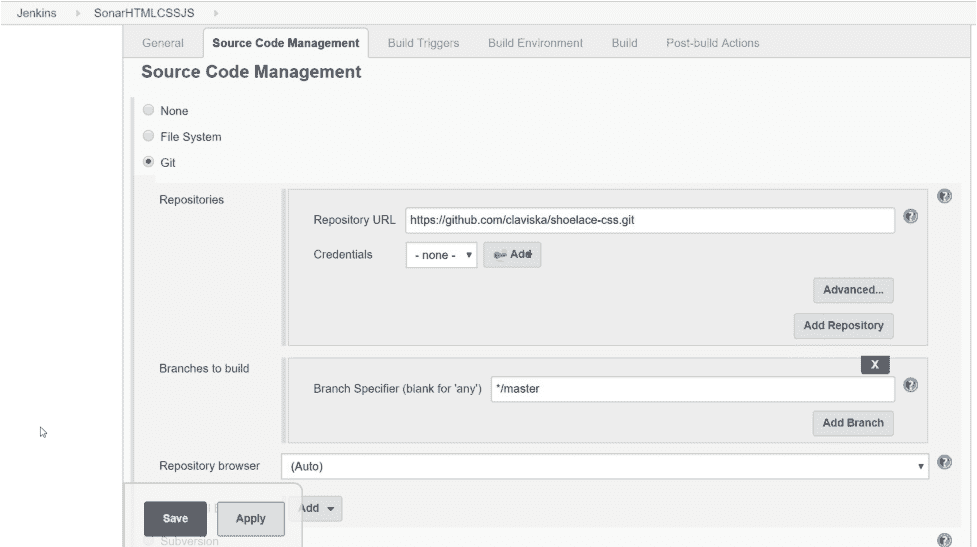 Jenkins SonarHTMLCSSJS
General Source Code Management Build Triggers Build Environment Build Post-build Actions
Source Code Management
None
File System
Git
Repositories
Repository URL https://github.com/claviska/shoelace-css.git
Credentials - none - Add
Advanced...
Add Repository
Branches to build
X
Branch Specifier (blank for 'any') */master
Add Branch
Repository browser (Auto)
Save Apply Add
Subversion